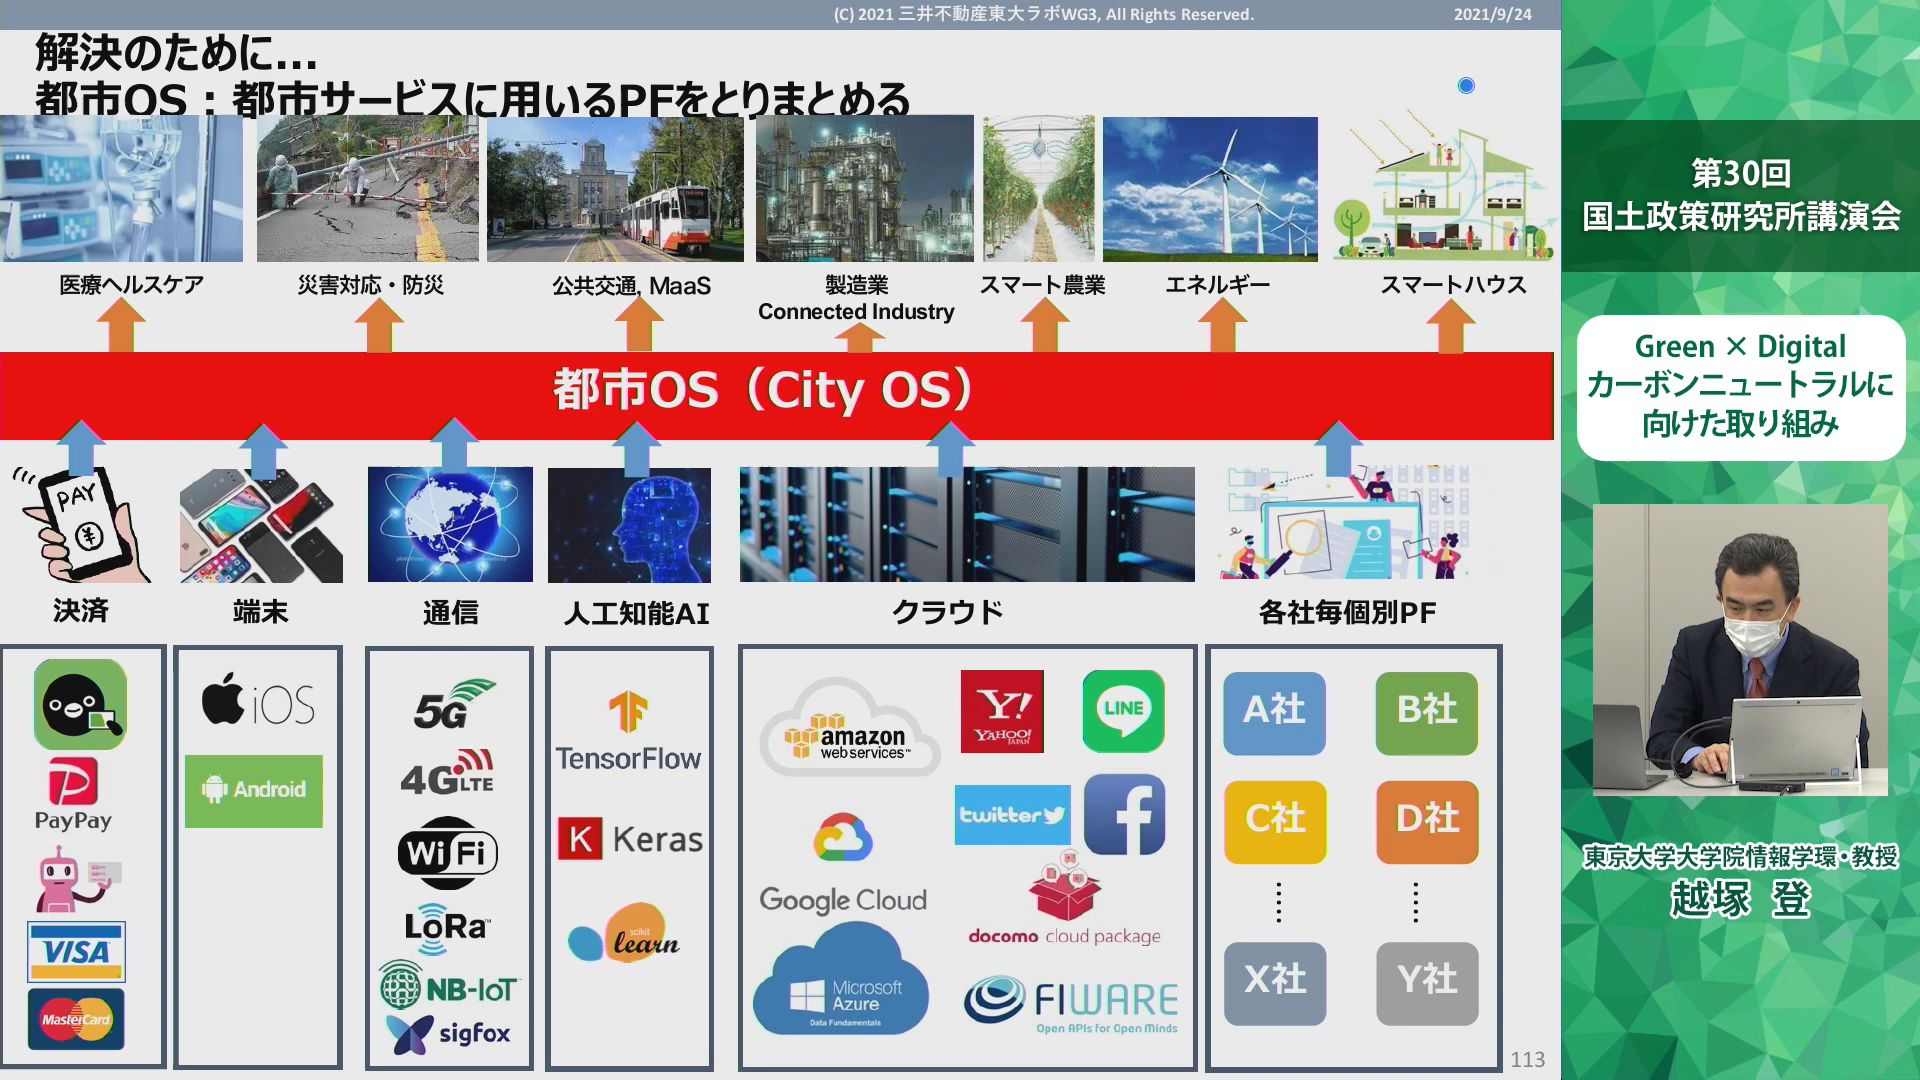 (C) 2021 三井不動産東大ラボWG3, All Rights Reserved.
2021/9/24
解決のために...
都市OS：都市サービスに用いるPFをとりまとめる
医療ヘルスケア
災害対応・防災
公共交通, MaaS
製造業
Connected Industry
スマート農業
エネルギー
スマートハウス
都市OS（City OS）
PAY
¥
決済
端末
通信
人工知能AI
クラウド
各社毎個別PF
PayPay
VISA
MasterCard
iOS
Android
5G
4G LTE
Wi Fi
LoRa™
NB-IoT™
sigfox
TensorFlow
K Keras
scikit
learn
amazon
webservices™
Google Cloud
Microsoft
Azure
Data Fundamentals
Y!
YAHOO!
JAPAN
LINE
twitter
f
docomo cloud package
FIWARE
Open APIs for Open Minds
A社
B社
C社
D社
X社
Y社
113
第30回
国土政策研究所講演会
Green × Digital
カーボンニュートラルに
向けた取り組み
東京大学大学院情報学環・教授
越塚 登